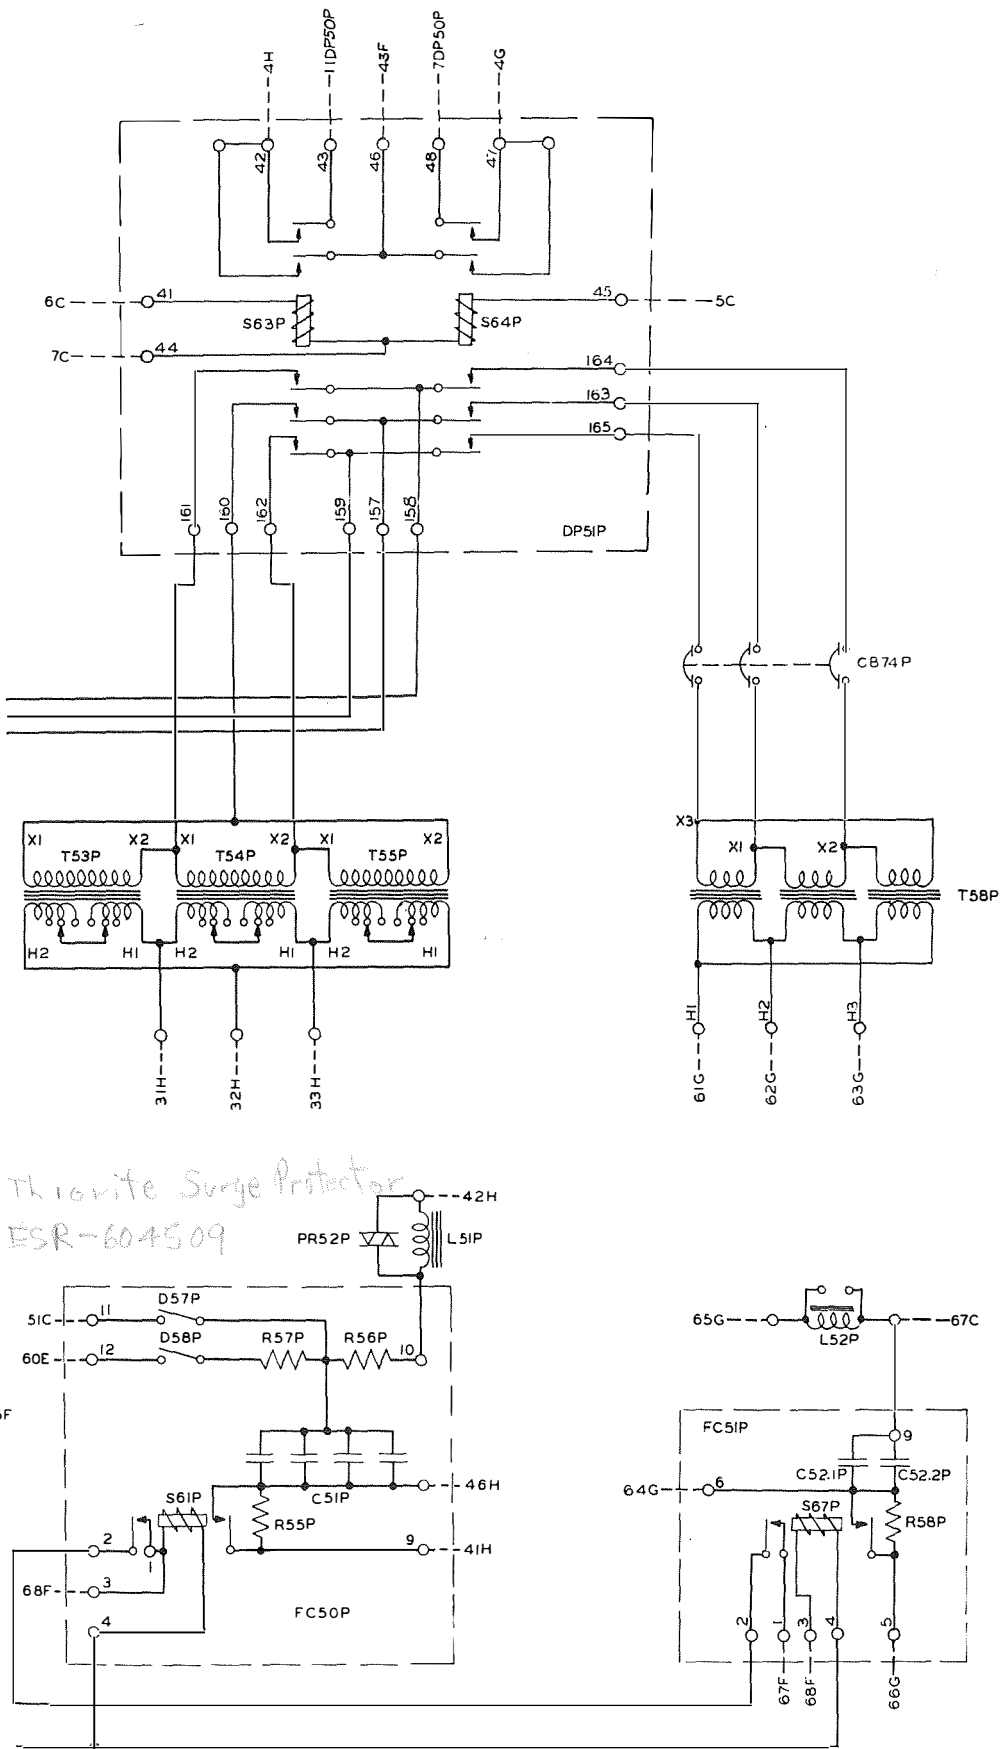 4H
11DP50P
43F
7DP50P
4G
42
43
46
48
47
6C
41
S63P
S64P
45
5C
7C
44
164
163
165
161
160
162
159
157
158
DP51P
CB74P
X1
X2
X1
X2
X1
X2
T53P
T54P
T55P
H2
H1
H2
H1
H2
H1
31H
32H
33H
X3
X1
X2
T58P
H1
H2
H3
61G
62G
63G
Surge Protector
ESR-604509
42H
PR52P
L51P
51C
11
D57P
60E
12
D58P
R57P
R56P
10
C51P
46H
S61P
R55P
2
1
9
41H
68F
3
4
FC50P
65G
67C
L52P
FC51P
9
C52.1P
C52.2P
64G
6
S67P
R58P
2
1
3
4
5
67F
68F
66G